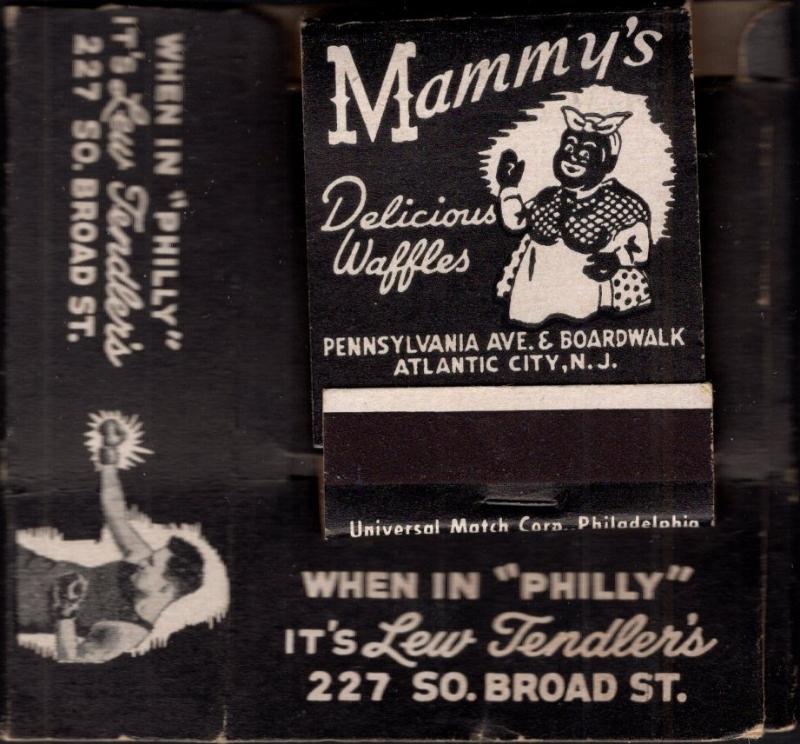 Mammy's
Delicious
Waffles
PENNSYLVANIA AVE. & BOARDWALK
ATLANTIC CITY, N.J.
Universal Match Corp. Philadelphia
WHEN IN "PHILLY"
IT'S Lew Tendler's
227 SO. BROAD ST.
WHEN IN "PHILLY"
IT'S Lew Tendler's
227 SO. BROAD ST.